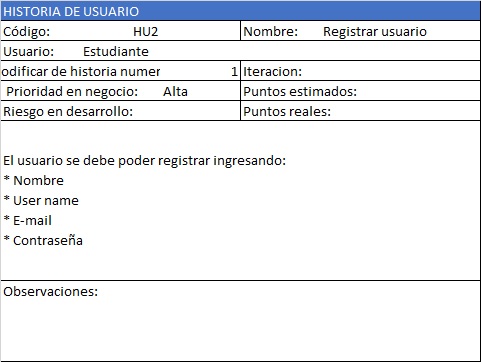 HISTORIA DE USUARIO
Código: HU2 Nombre: Registrar usuario
Usuario: Estudiante
odificar de historia numer 1 Iteracion:
Prioridad en negocio: Alta Puntos estimados:
Riesgo en desarrollo: Puntos reales:
El usuario se debe poder registrar ingresando:
* Nombre
* User name
* E-mail
* Contraseña
Observaciones: